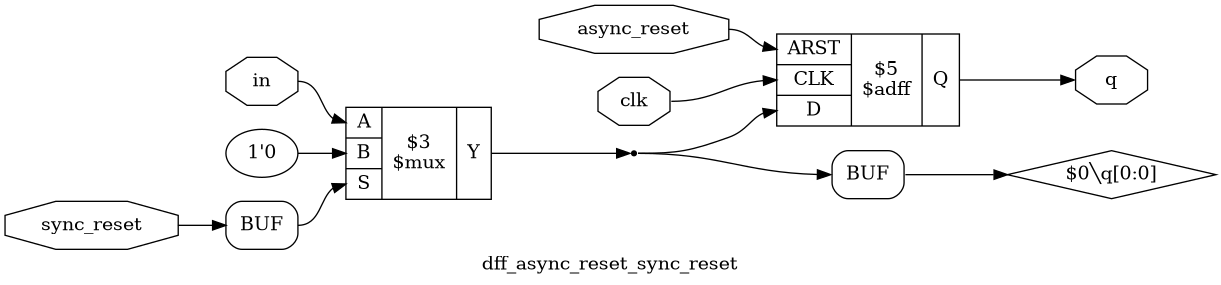 async_reset
in
clk
ARST
CLK
D
$5
$adff
Q
q
A
B
S
$3
$mux
Y
1'0
sync_reset
BUF
BUF
$0\q[0:0]
dff_async_reset_sync_reset